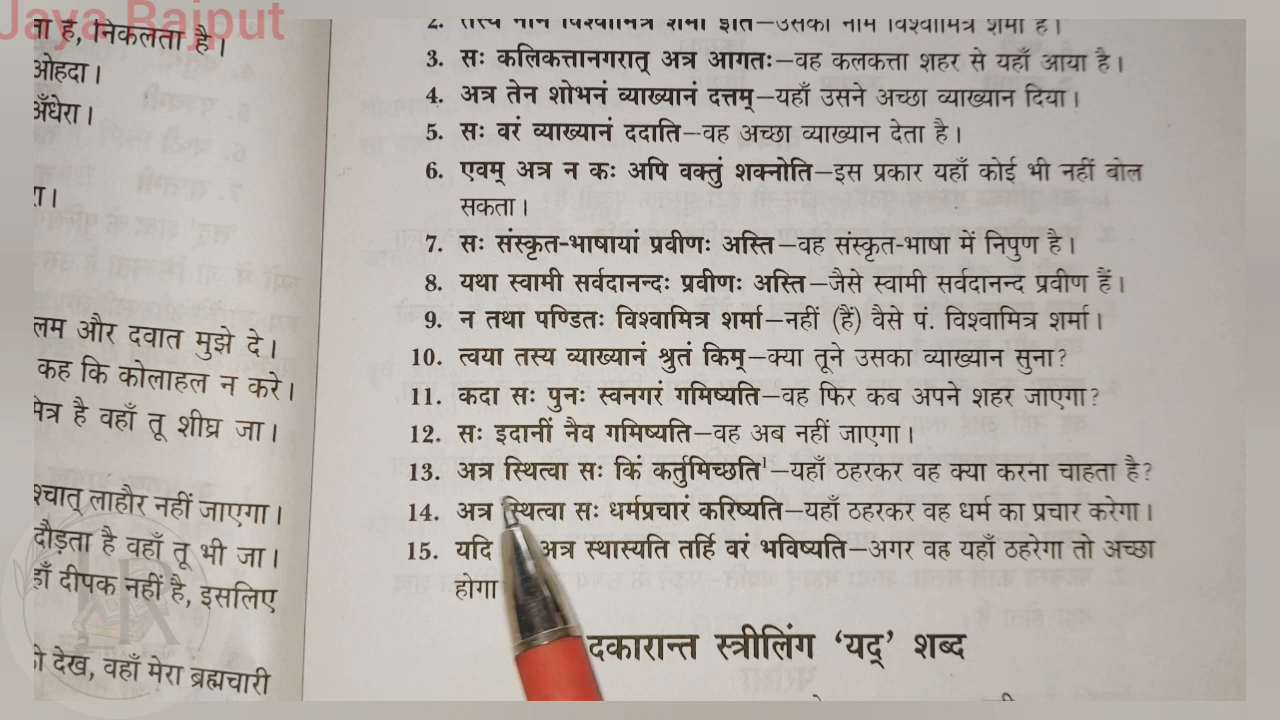 Jaya Rajput
ता है, निकलता है।
ओहदा।
अँधेरा।
लम और दवात मुझे दे।
कह कि कोलाहल न करे।
मित्र है वहाँ तू शीघ्र जा।
श्चात् लाहौर नहीं जाएगा।
दौड़ता है वहाँ तू भी जा।
हाँ दीपक नहीं है, इसलिए
देख, वहाँ मेरा ब्रह्मचारी
2. तस्य नाम विश्वामित्र शर्मा इति–उसका नाम विश्वामित्र शर्मा है।
3. सः कलिकत्तानगरात् अत्र आगतः–वह कलकत्ता शहर से यहाँ आया है।
4. अत्र तेन शोभनं व्याख्यानं दत्तम्–यहाँ उसने अच्छा व्याख्यान दिया।
5. सः वरं व्याख्यानं ददाति–वह अच्छा व्याख्यान देता है।
6. एवम् अत्र न कः अपि वक्तुं शक्नोति–इस प्रकार यहाँ कोई भी नहीं बोल
सकता।
7. सः संस्कृत-भाषायां प्रवीणः अस्ति–वह संस्कृत-भाषा में निपुण है।
8. यथा स्वामी सर्वदानन्दः प्रवीणः अस्ति–जैसे स्वामी सर्वदानन्द प्रवीण हैं।
9. न तथा पण्डितः विश्वामित्र शर्मा–नहीं (हैं) वैसे पं. विश्वामित्र शर्मा।
10. त्वया तस्य व्याख्यानं श्रुतं किम्–क्या तूने उसका व्याख्यान सुना?
11. कदा सः पुनः स्वनगरं गमिष्यति–वह फिर कब अपने शहर जाएगा?
12. सः इदानीं नैव गमिष्यति–वह अब नहीं जाएगा।
13. अत्र स्थित्वा सः किं कर्तुमिच्छति¹–यहाँ ठहरकर वह क्या करना चाहता है?
14. अत्र स्थित्वा सः धर्मप्रचारं करिष्यति–यहाँ ठहरकर वह धर्म का प्रचार करेगा।
15. यदि अत्र स्थास्यति तर्हि वरं भविष्यति–अगर वह यहाँ ठहरेगा तो अच्छा
होगा
दकारान्त स्त्रीलिंग ‘यद्’ शब्द